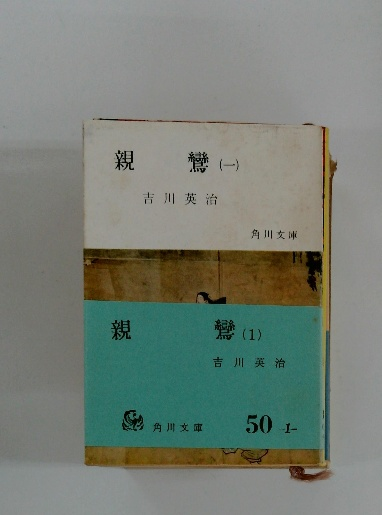 親鸞(一)
吉川英治
角川文庫
親鸞(1)
吉川英治
角川文庫 50-1-